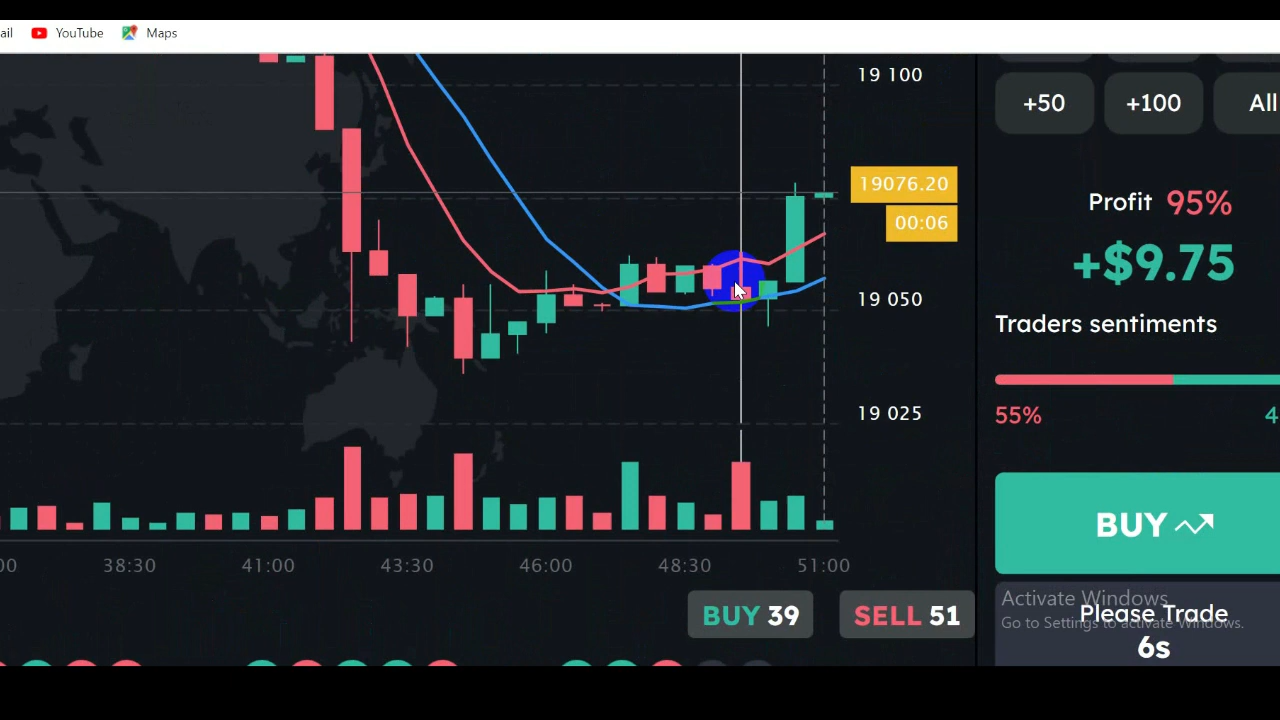 ail YouTube Maps
19 100
+50 +100 All
19076.20
00:06
Profit 95%
+$9.75
19 050
Traders sentiments
55% 4
19 025
BUY
38:30 41:00 43:30 46:00 48:30 51:00
BUY 39 SELL 51
Activate Windows
Please Trade
Go to Settings to activate Windows.
6s